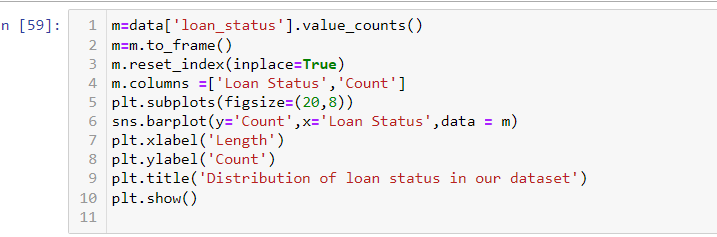 n [59]:
1 m=data['loan_status'].value_counts()
2 m=m.to_frame()
3 m.reset_index(inplace=True)
4 m.columns =['Loan Status','Count']
5 plt.subplots(figsize=(20,8))
6 sns.barplot(y='Count',x='Loan Status',data = m)
7 plt.xlabel('Length')
8 plt.ylabel('Count')
9 plt.title('Distribution of loan status in our dataset')
10 plt.show()
11